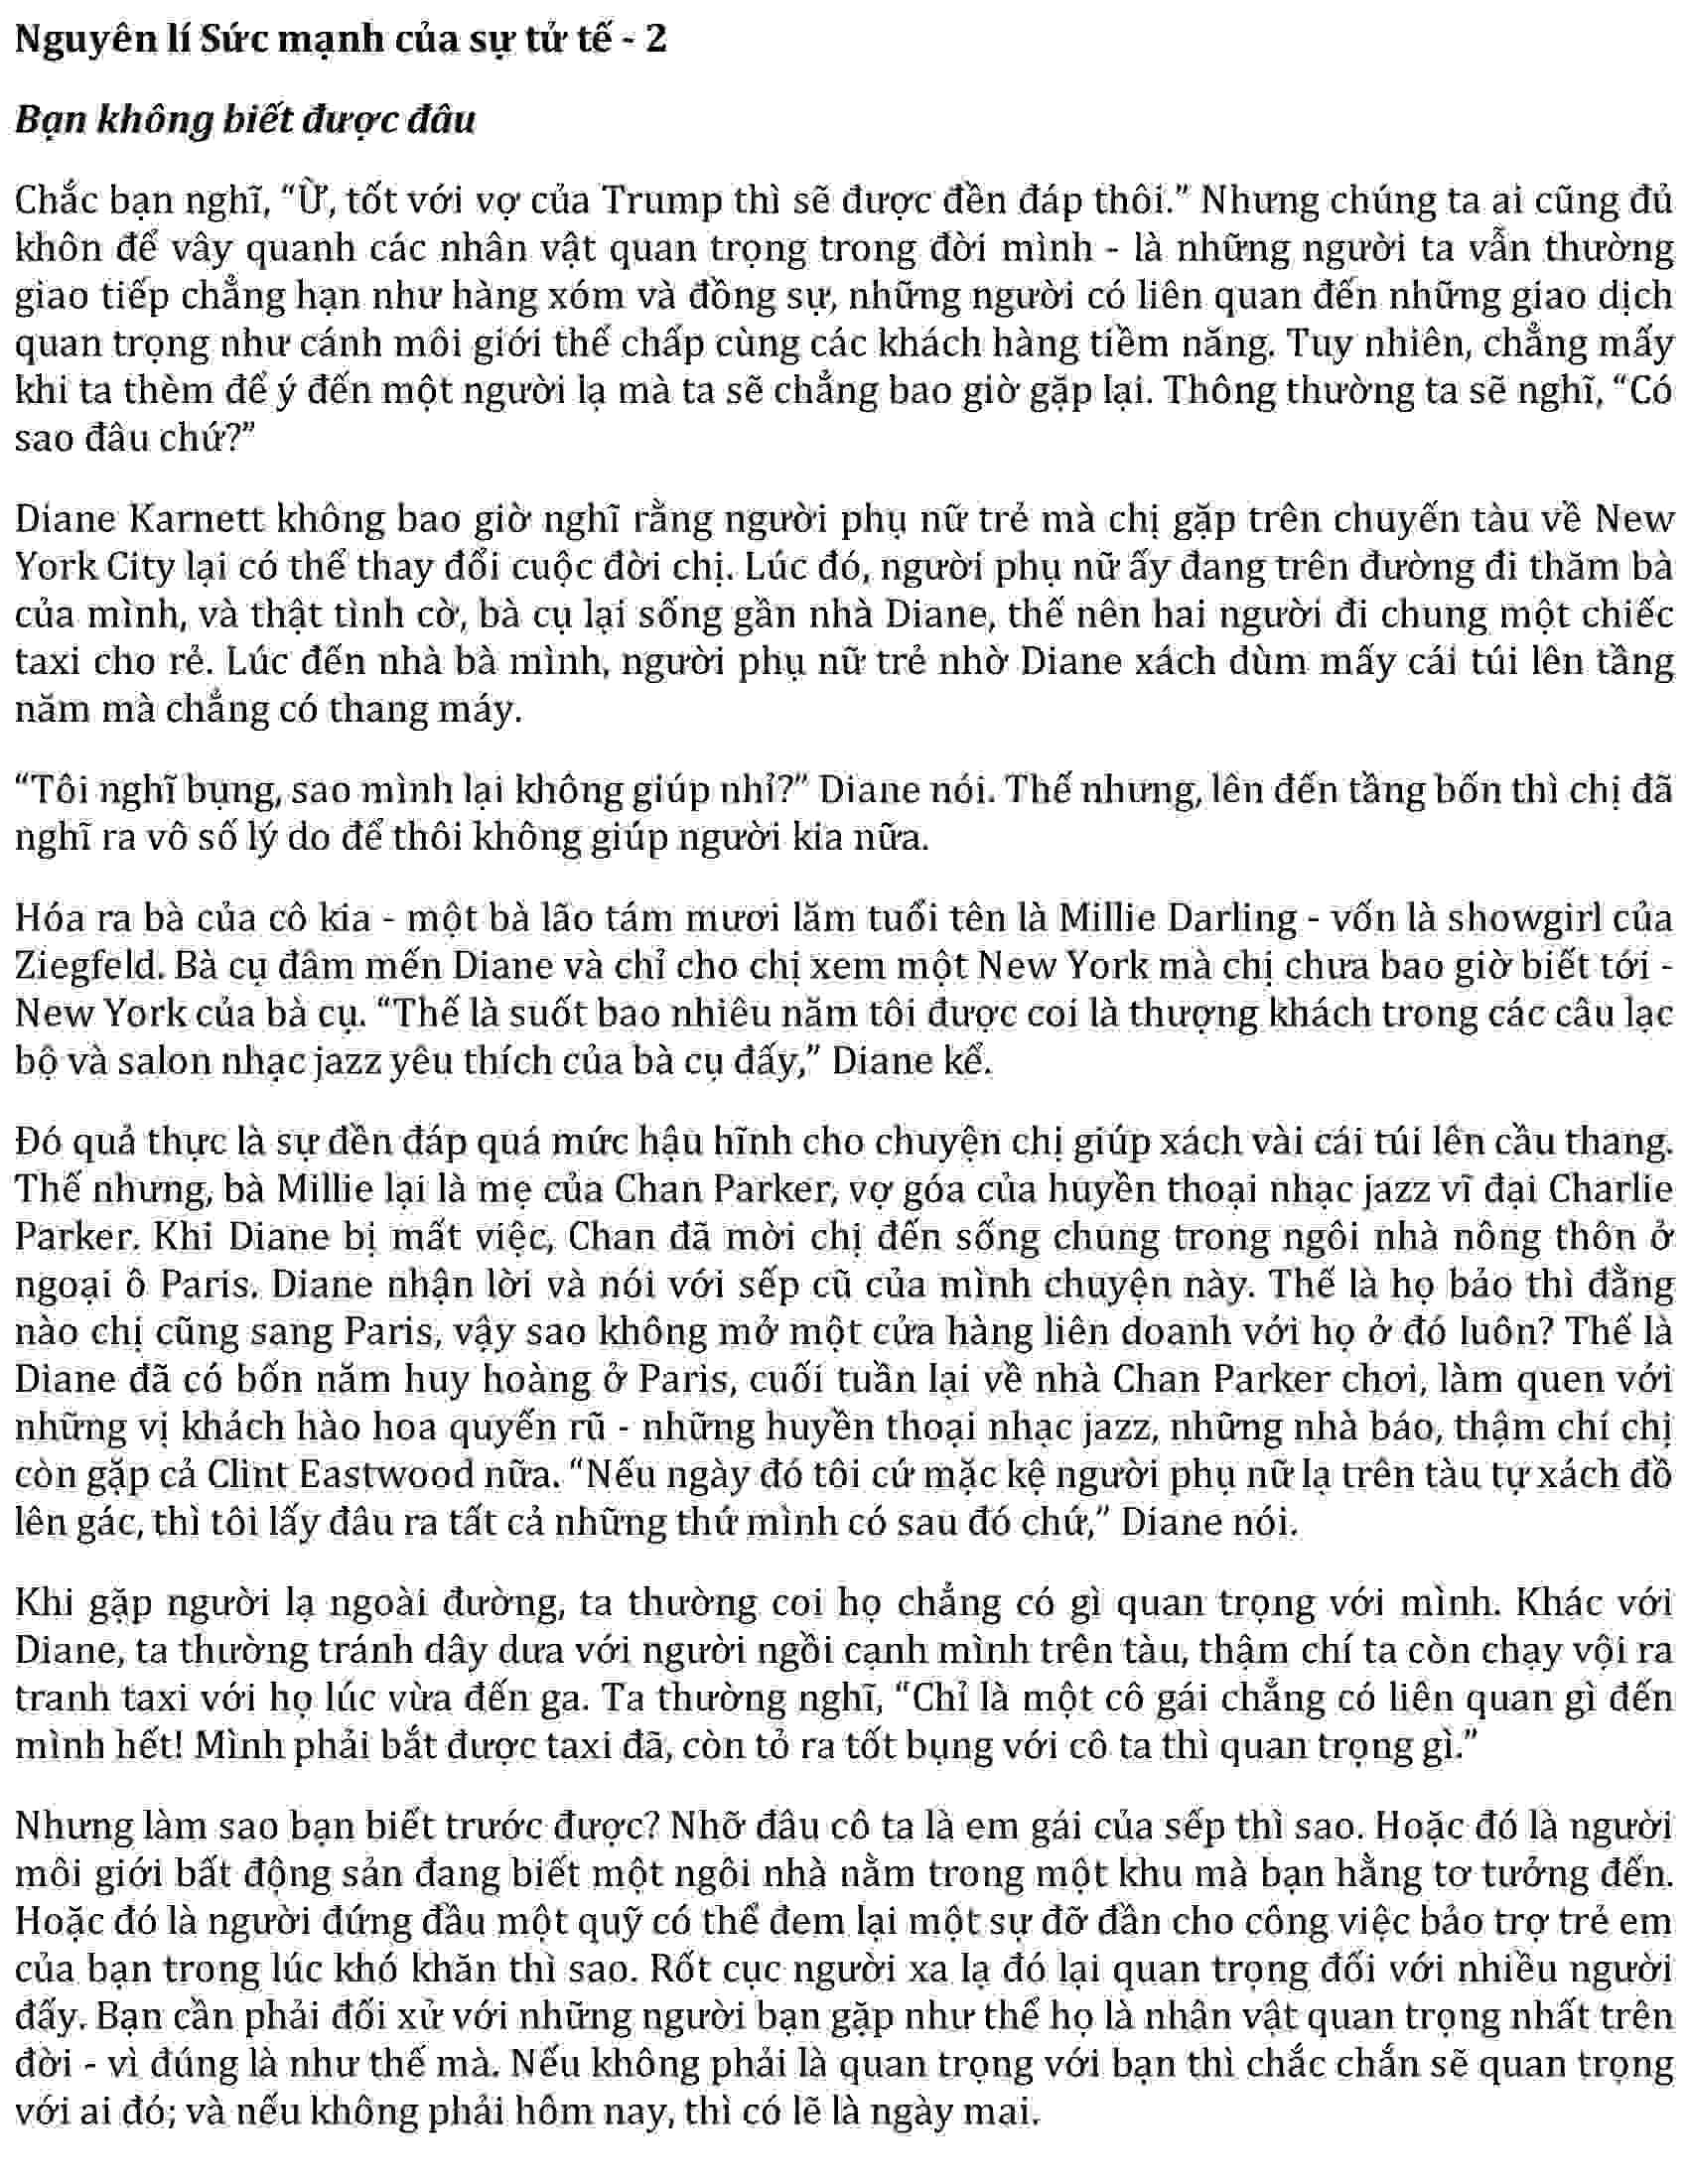 Nguyên lí Sức mạnh của sự tử tế - 2
Bạn không biết được đâu
Chắc bạn nghĩ, “Ừ, tốt với vợ của Trump thì sẽ được đền đáp thôi.” Nhưng chúng ta ai cũng đủ
khôn để vây quanh các nhân vật quan trọng trong đời mình - là những người ta vẫn thường
giao tiếp chẳng hạn như hàng xóm và đồng sự, những người có liên quan đến những giao dịch
quan trọng như cánh môi giới thế chấp cùng các khách hàng tiềm năng. Tuy nhiên, chẳng mấy
khi ta thèm để ý đến một người lạ mà ta sẽ chẳng bao giờ gặp lại. Thông thường ta sẽ nghĩ, “Có
sao đâu chứ?”
Diane Karnett không bao giờ nghĩ rằng người phụ nữ trẻ mà chị gặp trên chuyến tàu về New
York City lại có thể thay đổi cuộc đời chị. Lúc đó, người phụ nữ ấy đang trên đường đi thăm bà
của mình, và thật tình cờ, bà cụ lại sống gần nhà Diane, thế nên hai người đi chung một chiếc
taxi cho rẻ. Lúc đến nhà bà mình, người phụ nữ trẻ nhờ Diane xách dùm mấy cái túi lên tầng
năm mà chẳng có thang máy.
“Tôi nghĩ bụng, sao mình lại không giúp nhỉ?” Diane nói. Thế nhưng, lên đến tầng bốn thì chị đã
nghĩ ra vô số lý do để thôi không giúp người kia nữa.
Hóa ra bà của cô kia - một bà lão tám mươi lăm tuổi tên là Millie Darling - vốn là showgirl của
Ziegfeld. Bà cụ đâm mến Diane và chỉ cho chị xem một New York mà chị chưa bao giờ biết tới -
New York của bà cụ. “Thế là suốt bao nhiêu năm tôi được coi là thượng khách trong các câu lạc
bộ và salon nhạc jazz yêu thích của bà cụ đấy,” Diane kể.
Đó quả thực là sự đền đáp quá mức hậu hĩnh cho chuyện chị giúp xách vài cái túi lên cầu thang.
Thế nhưng, bà Millie lại là mẹ của Chan Parker, vợ góa của huyền thoại nhạc jazz vĩ đại Charlie
Parker. Khi Diane bị mất việc, Chan đã mời chị đến sống chung trong ngôi nhà nông thôn ở
ngoại ô Paris. Diane nhận lời và nói với sếp cũ của mình chuyện này. Thế là họ bảo thì đằng
nào chị cũng sang Paris, vậy sao không mở một cửa hàng liên doanh với họ ở đó luôn? Thế là
Diane đã có bốn năm huy hoàng ở Paris, cuối tuần lại về nhà Chan Parker chơi, làm quen với
những vị khách hào hoa quyến rũ - những huyền thoại nhạc jazz, những nhà báo, thậm chí chị
còn gặp cả Clint Eastwood nữa. “Nếu ngày đó tôi cứ mặc kệ người phụ nữ lạ trên tàu tự xách đồ
lên gác, thì tôi lấy đâu ra tất cả những thứ mình có sau đó chứ,” Diane nói.
Khi gặp người lạ ngoài đường, ta thường coi họ chẳng có gì quan trọng với mình. Khác với
Diane, ta thường tránh dây dưa với người ngồi cạnh mình trên tàu, thậm chí ta còn chạy vội ra
tranh taxi với họ lúc vừa đến ga. Ta thường nghĩ, “Chỉ là một cô gái chẳng có liên quan gì đến
mình hết! Mình phải bắt được taxi đã, còn tỏ ra tốt bụng với cô ta thì quan trọng gì.”
Nhưng làm sao bạn biết trước được? Nhỡ đâu cô ta là em gái của sếp thì sao. Hoặc đó là người
môi giới bất động sản đang biết một ngôi nhà nằm trong một khu mà bạn hằng tơ tưởng đến.
Hoặc đó là người đứng đầu một quỹ có thể đem lại một sự đỡ đần cho công việc bảo trợ trẻ em
của bạn trong lúc khó khăn thì sao. Rốt cục người xa lạ đó lại quan trọng đối với nhiều người
đấy. Bạn cần phải đối xử với những người bạn gặp như thể họ là nhân vật quan trọng nhất trên
đời - vì đúng là như thế mà. Nếu không phải là quan trọng với bạn thì chắc chắn sẽ quan trọng
với ai đó; và nếu không phải hôm nay, thì có lẽ là ngày mai.